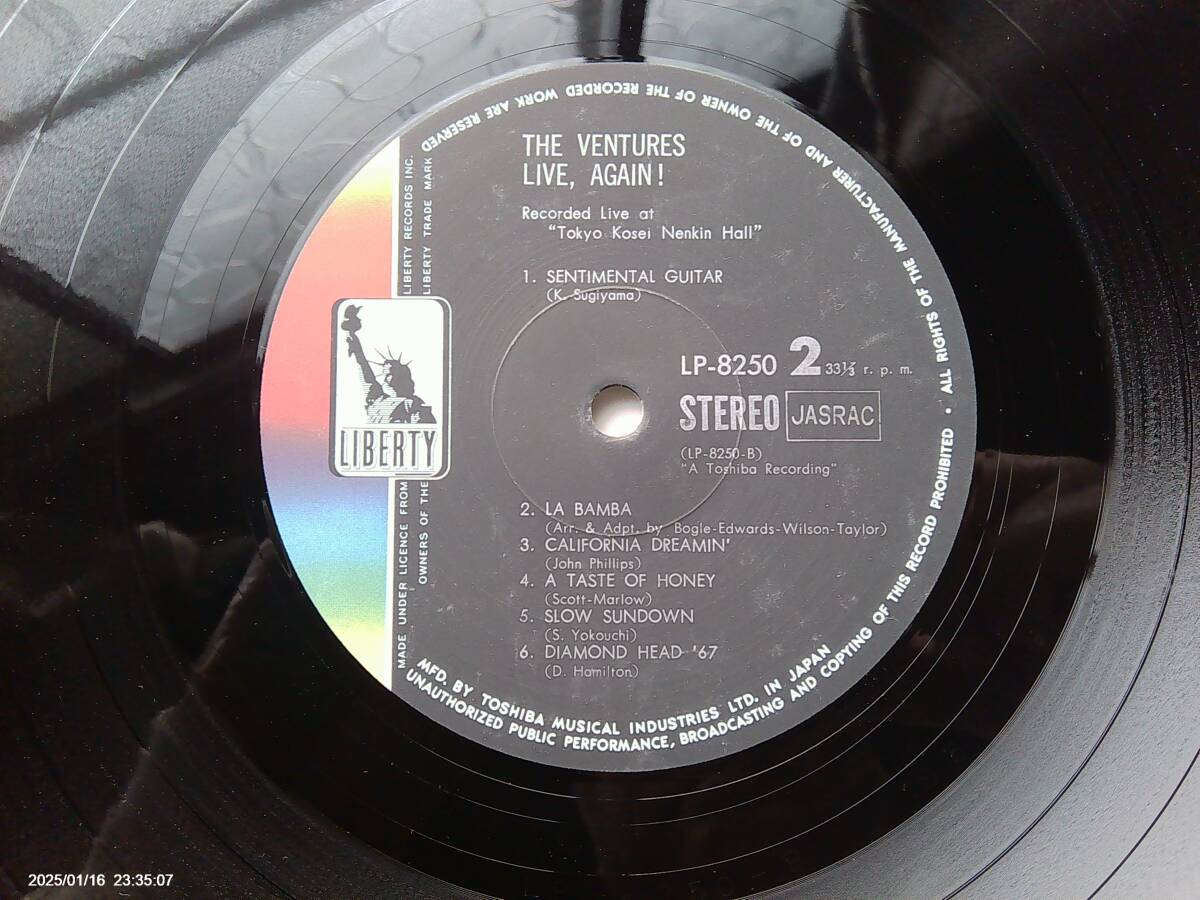 THE VENTURES
LIVE, AGAIN!
Recorded Live at
"Tokyo Kosei Nenkin Hall"
1. SENTIMENTAL GUITAR
(K. Sugiyama)
LP-8250 2 33⅓ r. p. m.
STEREO JASRAC
(LP-8250-B)
"A Toshiba Recording"
2. LA BAMBA
(Arr. & Adpt. by Bogle-Edwards-Wilson-Taylor)
3. CALIFORNIA DREAMIN'
(John Phillips)
4. A TASTE OF HONEY
(Scott-Marlow)
5. SLOW SUNDOWN
(S. Yokouchi)
6. DIAMOND HEAD '67
(D. Hamilton)
LIBERTY
MADE UNDER LICENCE FROM LIBERTY RECORDS INC.
OWNERS OF THE LIBERTY TRADE MARK
MFD. BY TOSHIBA MUSICAL INDUSTRIES LTD. IN JAPAN
UNAUTHORIZED PUBLIC PERFORMANCE, BROADCASTING AND COPYING OF THIS RECORD PROHIBITED • ALL RIGHTS OF THE MANUFACTURER AND OF THE OWNER OF THE RECORDED WORK ARE RESERVED
2025/01/16 23:35:07